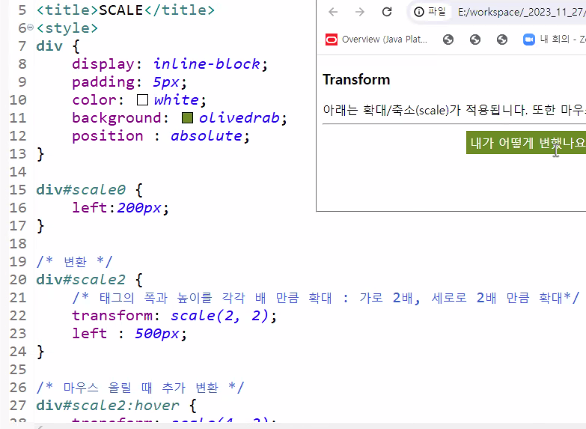 5 <title>SCALE</title>
6 <style>
7 div {
8 display: inline-block;
9 padding: 5px;
10 color: white;
11 background: olivedrab;
12 position : absolute;
13 }
14
15 div#scale0 {
16 left:200px;
17 }
18
19 /* 변환 */
20 div#scale2 {
21 /* 태그의 폭과 높이를 각각 배 만큼 확대 : 가로 2배, 세로로 2배 만큼 확대*/
22 transform: scale(2, 2);
23 left : 500px;
24 }
25
26 /* 마우스 올릴 때 추가 변환 */
27 div#scale2:hover {
파일 E:/workspace/_2023_11_27/
Overview (Java Plat...
내 회의 - Z
Transform
아래는 확대/축소(scale)가 적용됩니다. 또한 마우
내가 어떻게 변했나요